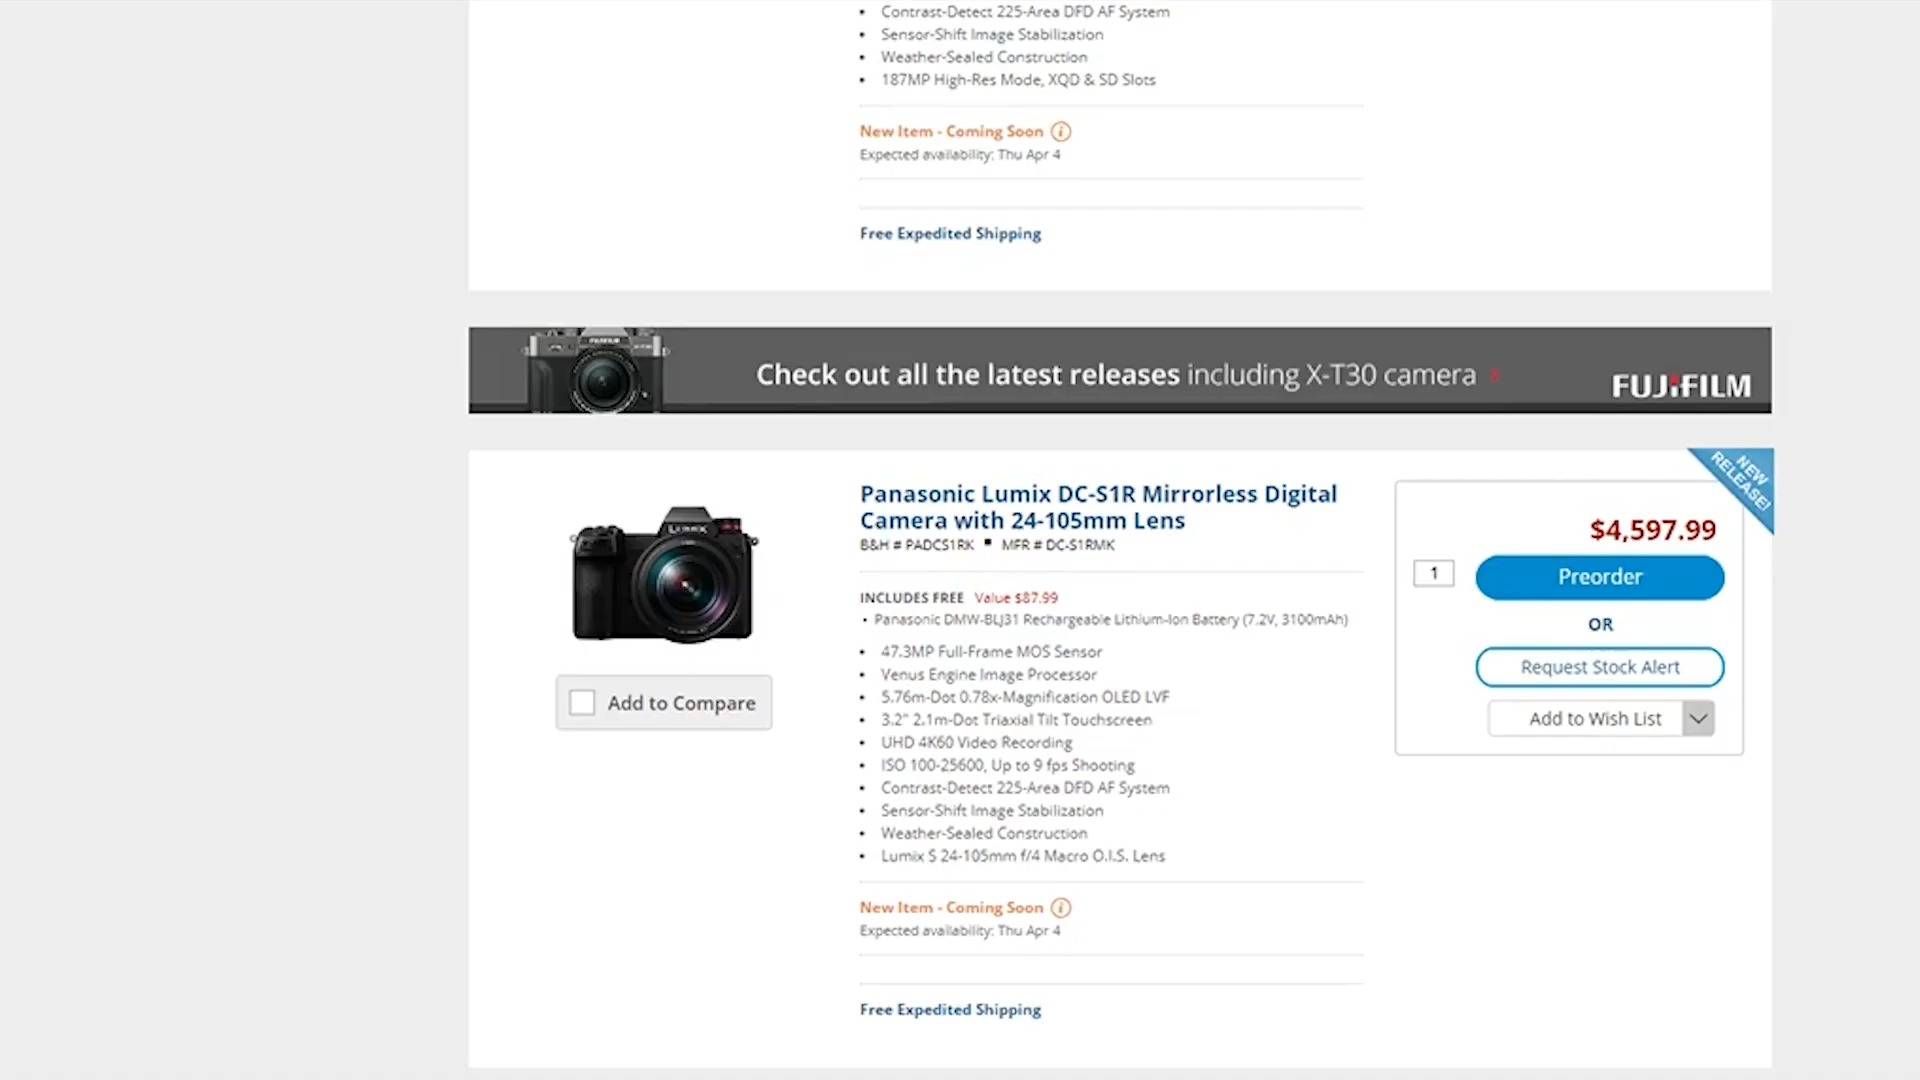 Contrast-Detect 225-Area DFD AF System
Sensor-Shift Image Stabilization
Weather-Sealed Construction
187MP High-Res Mode, XQD & SD Slots
New Item - Coming Soon i
Expected availability: Thu Apr 4
Free Expedited Shipping
FUJIFILM
Check out all the latest releases including X-T30 camera ›
FUJIFILM
NEW RELEASE!
LUMIX
Panasonic Lumix DC-S1R Mirrorless Digital
Camera with 24-105mm Lens
B&H # PADCS1RK ▪ MFR # DC-S1RMK
INCLUDES FREE Value $87.99
• Panasonic DMW-BLJ31 Rechargeable Lithium-Ion Battery (7.2V, 3100mAh)
47.3MP Full-Frame MOS Sensor
Venus Engine Image Processor
5.76m-Dot 0.78x-Magnification OLED LVF
3.2" 2.1m-Dot Triaxial Tilt Touchscreen
UHD 4K60 Video Recording
ISO 100-25600, Up to 9 fps Shooting
Contrast-Detect 225-Area DFD AF System
Sensor-Shift Image Stabilization
Weather-Sealed Construction
Lumix S 24-105mm f/4 Macro O.I.S. Lens
New Item - Coming Soon i
Expected availability: Thu Apr 4
Free Expedited Shipping
Add to Compare
$4,597.99
1
Preorder
OR
Request Stock Alert
Add to Wish List